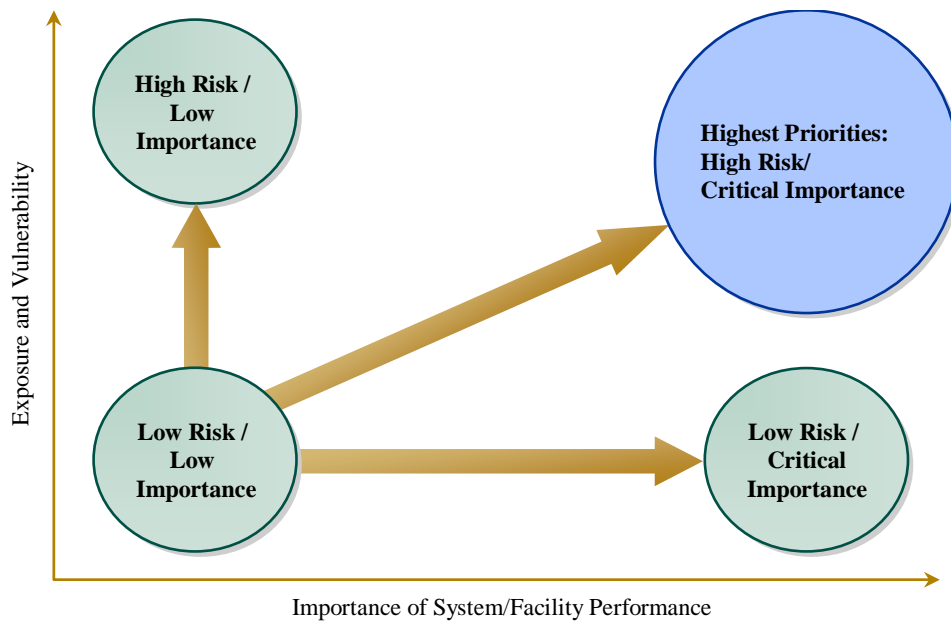 High Risk /
Low
Importance
Highest Priorities:
High Risk/
Critical Importance
Exposure and Vulnerability
Low Risk /
Low
Importance
Low Risk /
Critical
Importance
Importance of System/Facility Performance